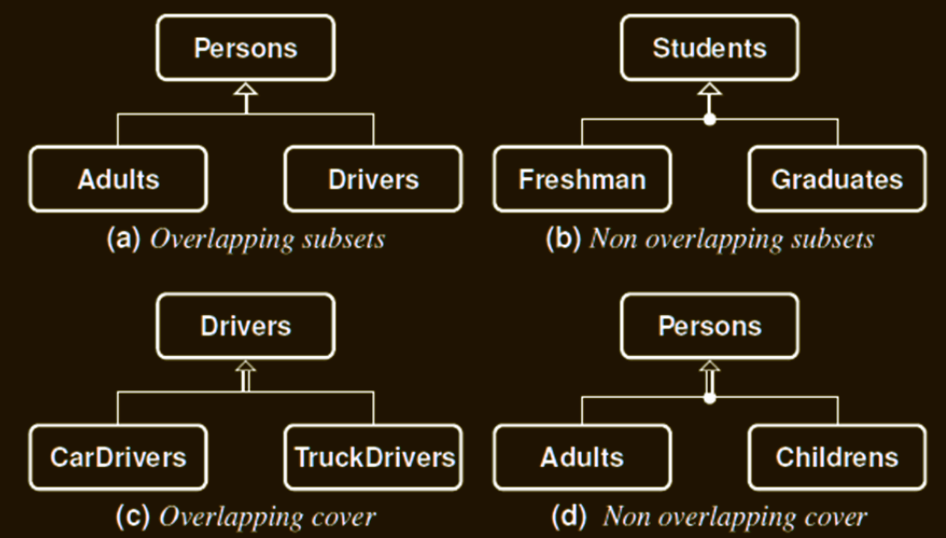 Persons
Students
Adults
Drivers
Freshman
Graduates
(a) Overlapping subsets
(b) Non overlapping subsets
Drivers
Persons
CarDrivers
TruckDrivers
Adults
Childrens
(c) Overlapping cover
(d) Non overlapping cover